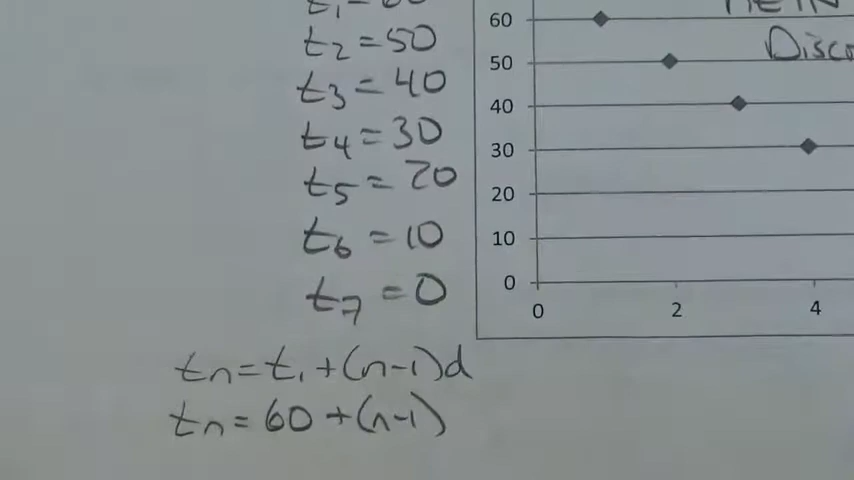 t₂ = 50
t₃ = 40
t₄ = 30
t₅ = 20
t₆ = 10
t₇ = 0
tₙ = t₁ + (n-1)d
tₙ = 60 + (n-1)
60
50
40
30
20
10
0
0 2 4